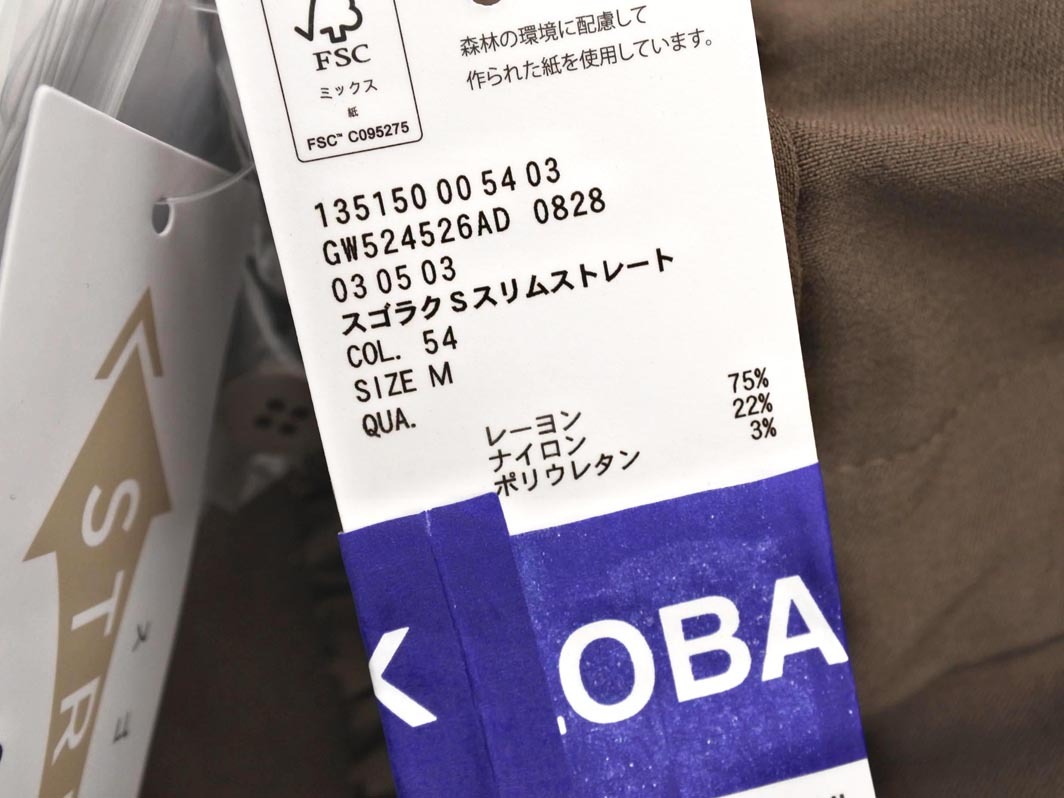 FSC
ミックス
紙
FSC™ C095275
森林の環境に配慮して
作られた紙を使用しています。
135150 00 54 03
GW524526AD 0828
03 05 03
スゴラクSスリムストレート
COL. 54
SIZE M
QUA.
レーヨン 75%
ナイロン 22%
ポリウレタン 3%
LOBA
STR